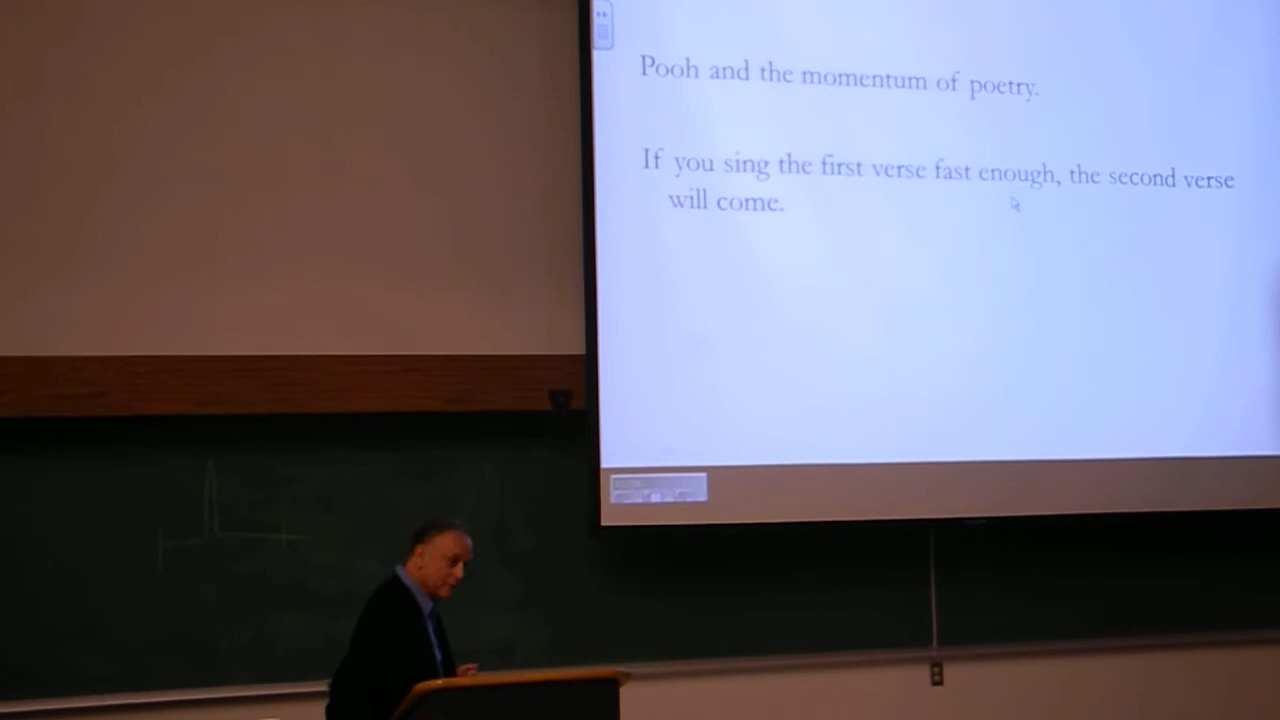 Pooh and the momentum of poetry.
If you sing the first verse fast enough, the second verse
will come.